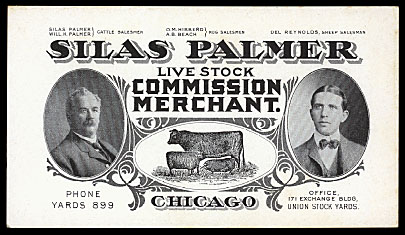 SILAS PALMER
WILL H. PALMER } CATTLE SALESMEN
O.M. HIBBERD
A.B. BEACH } HOG SALESMEN
DEL REYNOLDS, SHEEP SALESMAN
SILAS PALMER
LIVE STOCK
COMMISSION
MERCHANT.
CHICAGO
PHONE
YARDS 899
OFFICE,
171 EXCHANGE BLDG,
UNION STOCK YARDS.